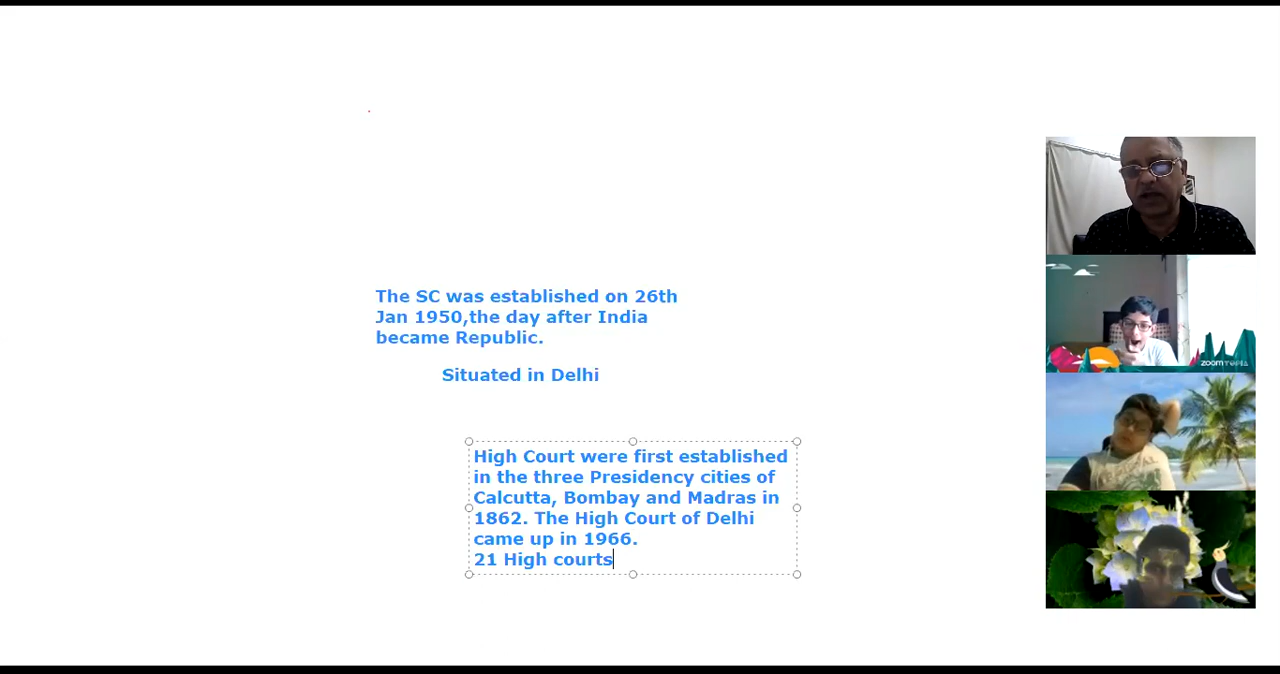 The SC was established on 26th
Jan 1950,the day after India
became Republic.
Situated in Delhi
High Court were first established
in the three Presidency cities of
Calcutta, Bombay and Madras in
1862. The High Court of Delhi
came up in 1966.
21 High courts
zoomtopia